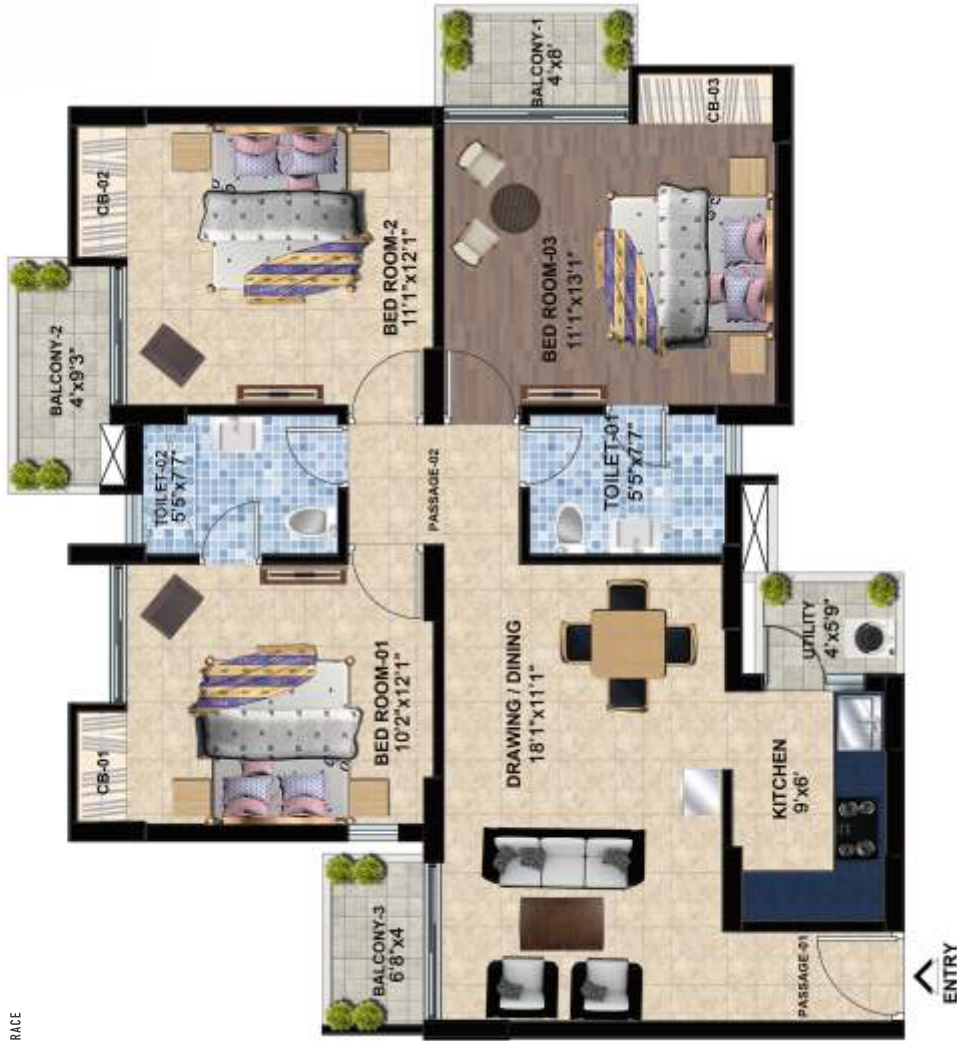 RACE
BALCONY-1
4'x8'
CB-03
CB-02
BED ROOM-2
11'1"x12'1"
BED ROOM-03
11'1"x13'1"
BALCONY-2
4'x9'3"
TOILET-02
5'5"x7'7"
PASSAGE-02
TOILET-01
5'5"x7'7"
CB-01
BED ROOM-01
10'2"x12'1"
DRAWING / DINING
18'1"x11'1"
UTILITY
4'x5'9"
KITCHEN
9'x6'
BALCONY-3
6'8"x4
PASSAGE-01
ENTRY